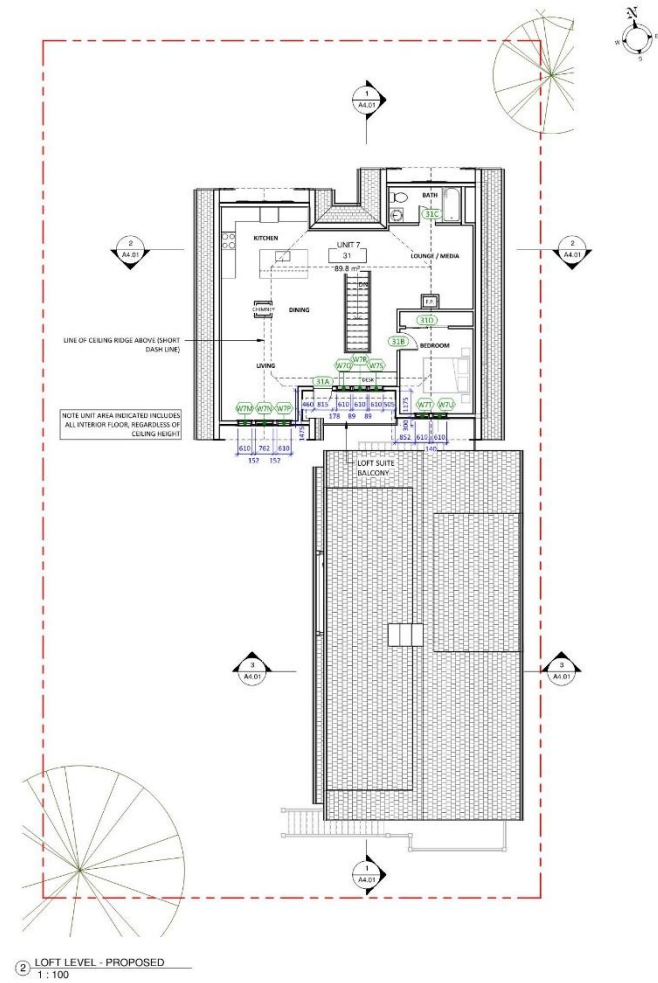 N
W
E
S
1
A4.01
BATH
31C
KITCHEN
UNIT 7
31
89.8 m²
LOUNGE / MEDIA
2
A4.01
2
A4.01
DN
CHIMNEY
DINING
F.P.
31D
LINE OF CEILING RIDGE ABOVE (SHORT
DASH LINE)
31B
BEDROOM
LIVING
W7R
W7Q
W7S
31A
DESK
NOTE UNIT AREA INDICATED INCLUDES
ALL INTERIOR FLOOR, REGARDLESS OF
CEILING HEIGHT
W7M
W7N
W7P
460
815
610
610
610
505
178
89
89
1175
W7T
W7U
1475
300
610
762
610
852
610
610
152
152
140
LOFT SUITE
BALCONY
3
A4.01
3
A4.01
1
A4.01
2
LOFT LEVEL - PROPOSED
1 : 100